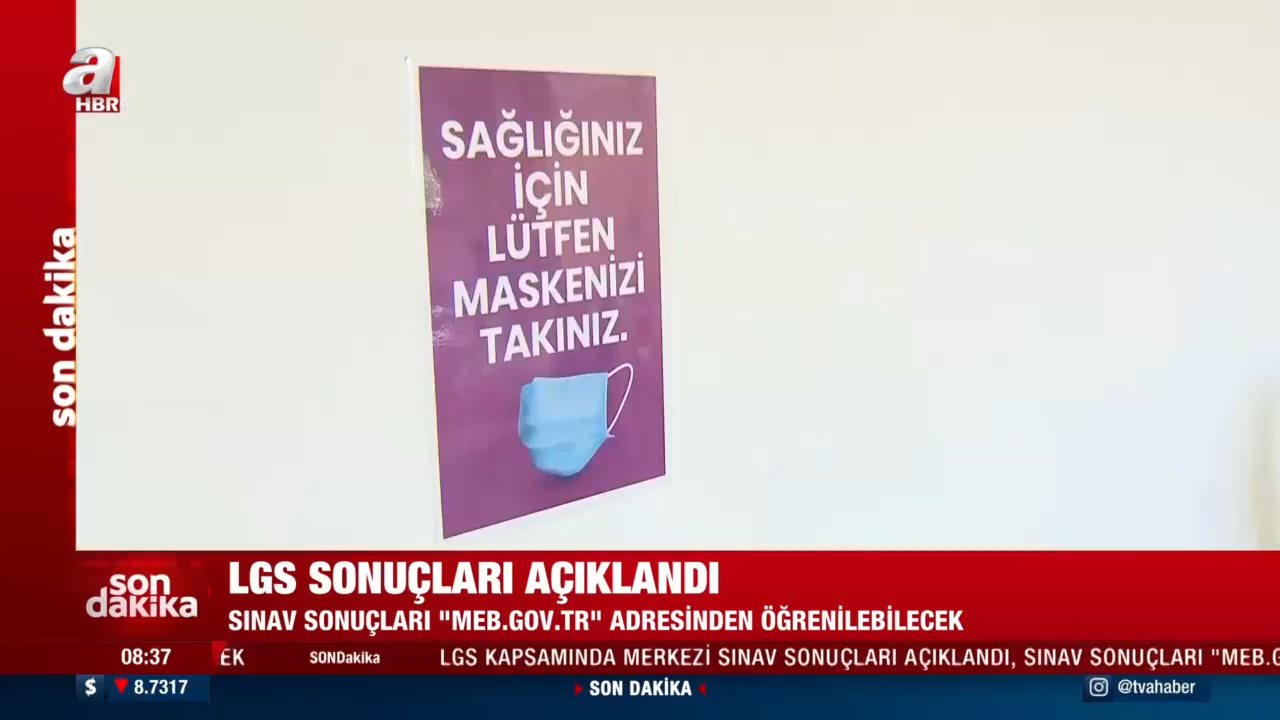 a
HBR
son dakika
SAĞLIĞINIZ
İÇİN
LÜTFEN
MASKENİZİ
TAKINIZ.
son
dakika
LGS SONUÇLARI AÇIKLANDI
SINAV SONUÇLARI "MEB.GOV.TR" ADRESİNDEN ÖĞRENİLEBİLECEK
08:37 EK SONDakika LGS KAPSAMINDA MERKEZİ SINAV SONUÇLARI AÇIKLANDI, SINAV SONUÇLARI "MEB.G
$ 8.7317 SON DAKİKA @tvahaber